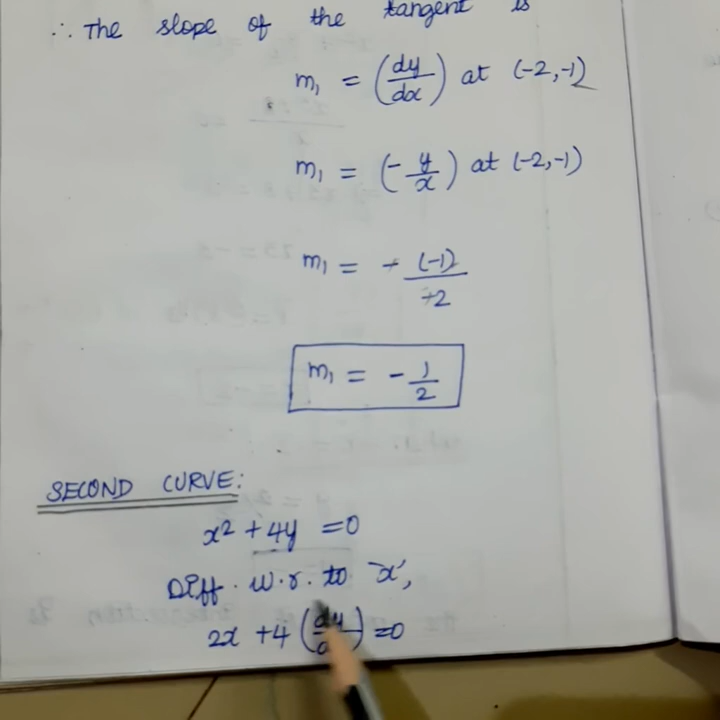 ∴ The slope of the tangent is
m₁ = (dy/dx) at (-2,-1)
m₁ = (- y/x) at (-2,-1)
m₁ = - (-1)/-2
m₁ = - 1/2
SECOND CURVE:
x² + 4y = 0
Diff. w.r. to 'x',
2x + 4 (dy/dx) = 0